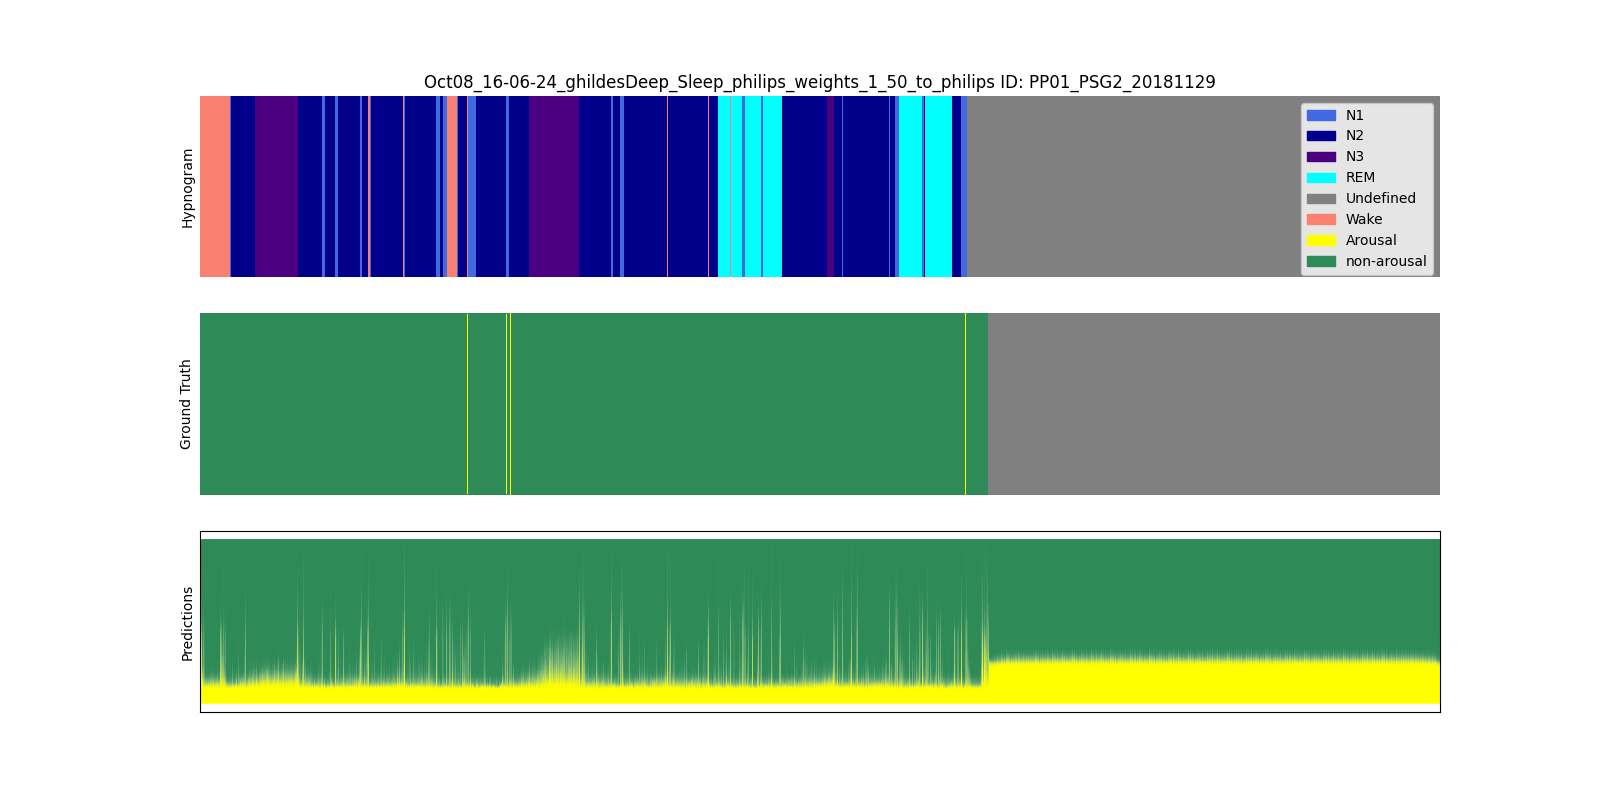 Oct08_16-06-24_ghildesDeep_Sleep_philips_weights_1_50_to_philips ID: PP01_PSG2_20181129
Hypnogram
N1
N2
N3
REM
Undefined
Wake
Arousal
non-arousal
Ground Truth
Predictions